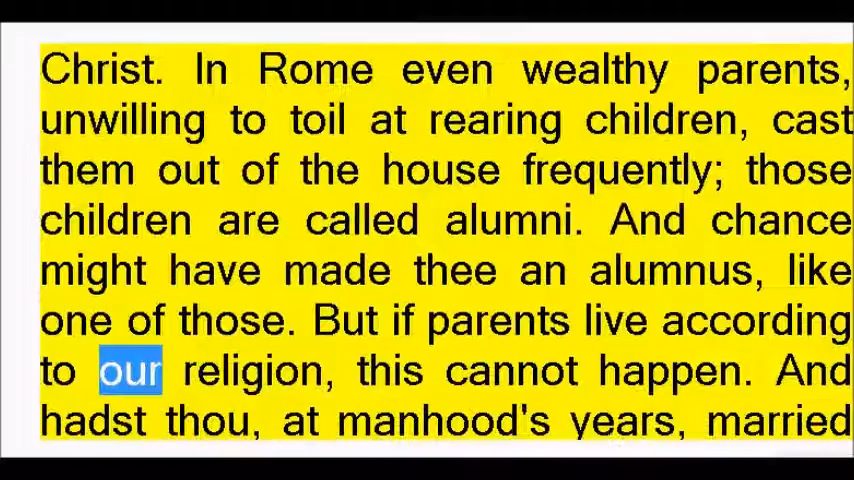 Christ. In Rome even wealthy parents,
unwilling to toil at rearing children, cast
them out of the house frequently; those
children are called alumni. And chance
might have made thee an alumnus, like
one of those. But if parents live according
to our religion, this cannot happen. And
hadst thou, at manhood's years, married